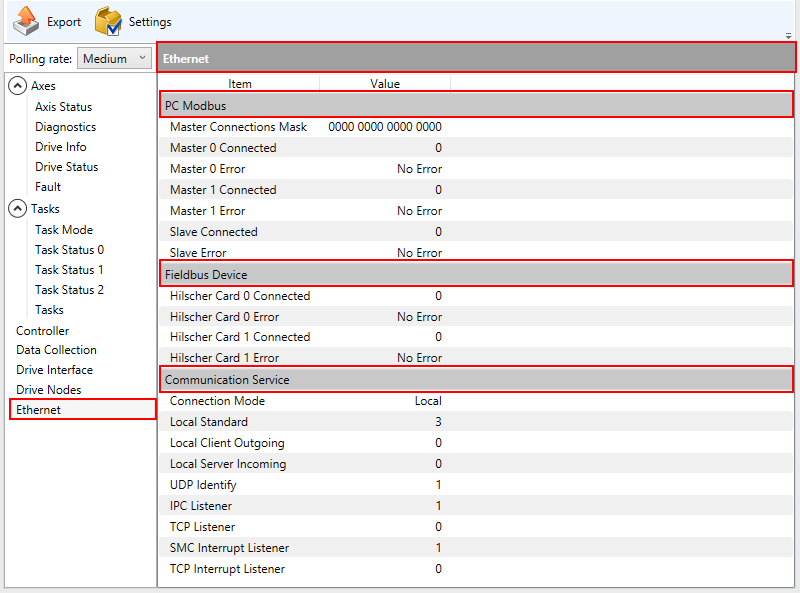 Export Settings
Polling rate: Medium
Axes
Axis Status
Diagnostics
Drive Info
Drive Status
Fault
Tasks
Task Mode
Task Status 0
Task Status 1
Task Status 2
Tasks
Controller
Data Collection
Drive Interface
Drive Nodes
Ethernet
Ethernet
Item Value
PC Modbus
Master Connections Mask 0000 0000 0000 0000
Master 0 Connected 0
Master 0 Error No Error
Master 1 Connected 0
Master 1 Error No Error
Slave Connected 0
Slave Error No Error
Fieldbus Device
Hilscher Card 0 Connected 0
Hilscher Card 0 Error No Error
Hilscher Card 1 Connected 0
Hilscher Card 1 Error No Error
Communication Service
Connection Mode Local
Local Standard 3
Local Client Outgoing 0
Local Server Incoming 0
UDP Identify 1
IPC Listener 1
TCP Listener 0
SMC Interrupt Listener 1
TCP Interrupt Listener 0